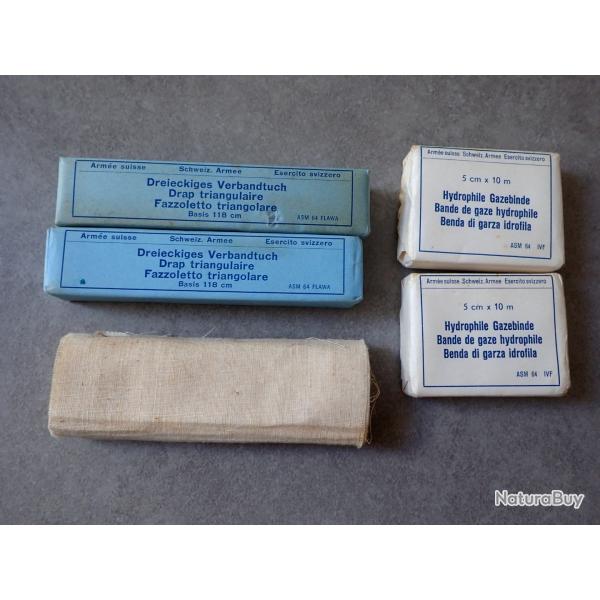 Armée suisse Schweiz. Armee Esercito svizzero
Dreieckiges Verbandtuch
Drap triangulaire
Fazzoletto triangolare
Basis 118 cm
ASM 64 FLAWA
Armée suisse Schweiz. Armee Esercito svizzero
Dreieckiges Verbandtuch
Drap triangulaire
Fazzoletto triangolare
Basis 118 cm
ASM 64 FLAWA
Armée suisse Schweiz. Armee Esercito svizzero
5 cm x 10 m
Hydrophile Gazebinde
Bande de gaze hydrophile
Benda di garza idrofila
ASM 64 IVF
Armée suisse Schweiz. Armee Esercito svizzero
5 cm x 10 m
Hydrophile Gazebinde
Bande de gaze hydrophile
Benda di garza idrofila
ASM 64 IVF
NaturaBuy